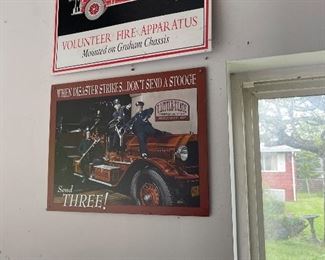 VOLUNTEER FIRE APPARATUS
Mounted on Graham Chassis
WHEN DISASTER STRIKES...DON'T SEND A STOOGE
Send
THREE!